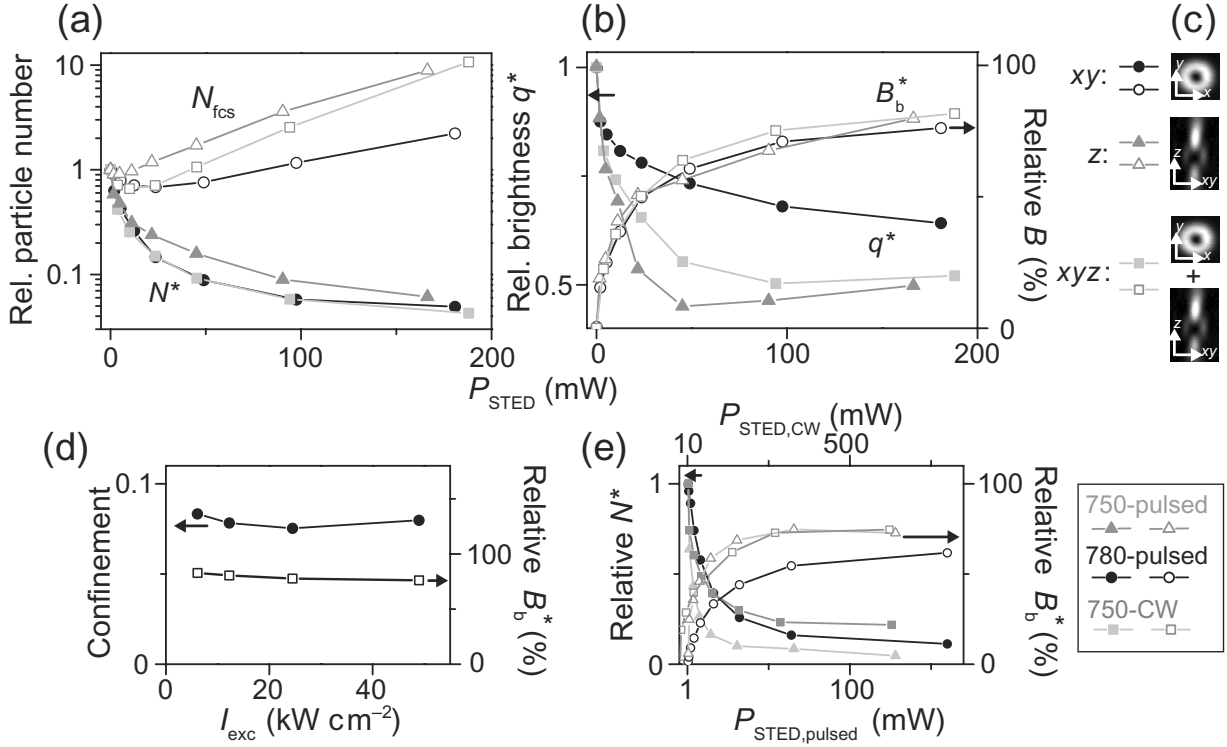 (a)
Rel. particle number
10
1
0.1
N_fcs
N*
0
100
200
P_STED (mW)
(b)
Rel. brightness q*
1
0.5
B_b*
q*
100
0
Relative B (%)
0
100
200
(c)
xy:
y
x
z:
z
xy
xyz:
y
x
+
z
xy
(d)
Confinement
0.1
0
100
Relative B_b* (%)
0
20
40
I_exc (kW cm⁻²)
(e)
P_STED,CW (mW)
10
500
Relative N*
1
0
100
0
Relative B_b* (%)
1
100
P_STED,pulsed (mW)
750-pulsed
780-pulsed
750-CW